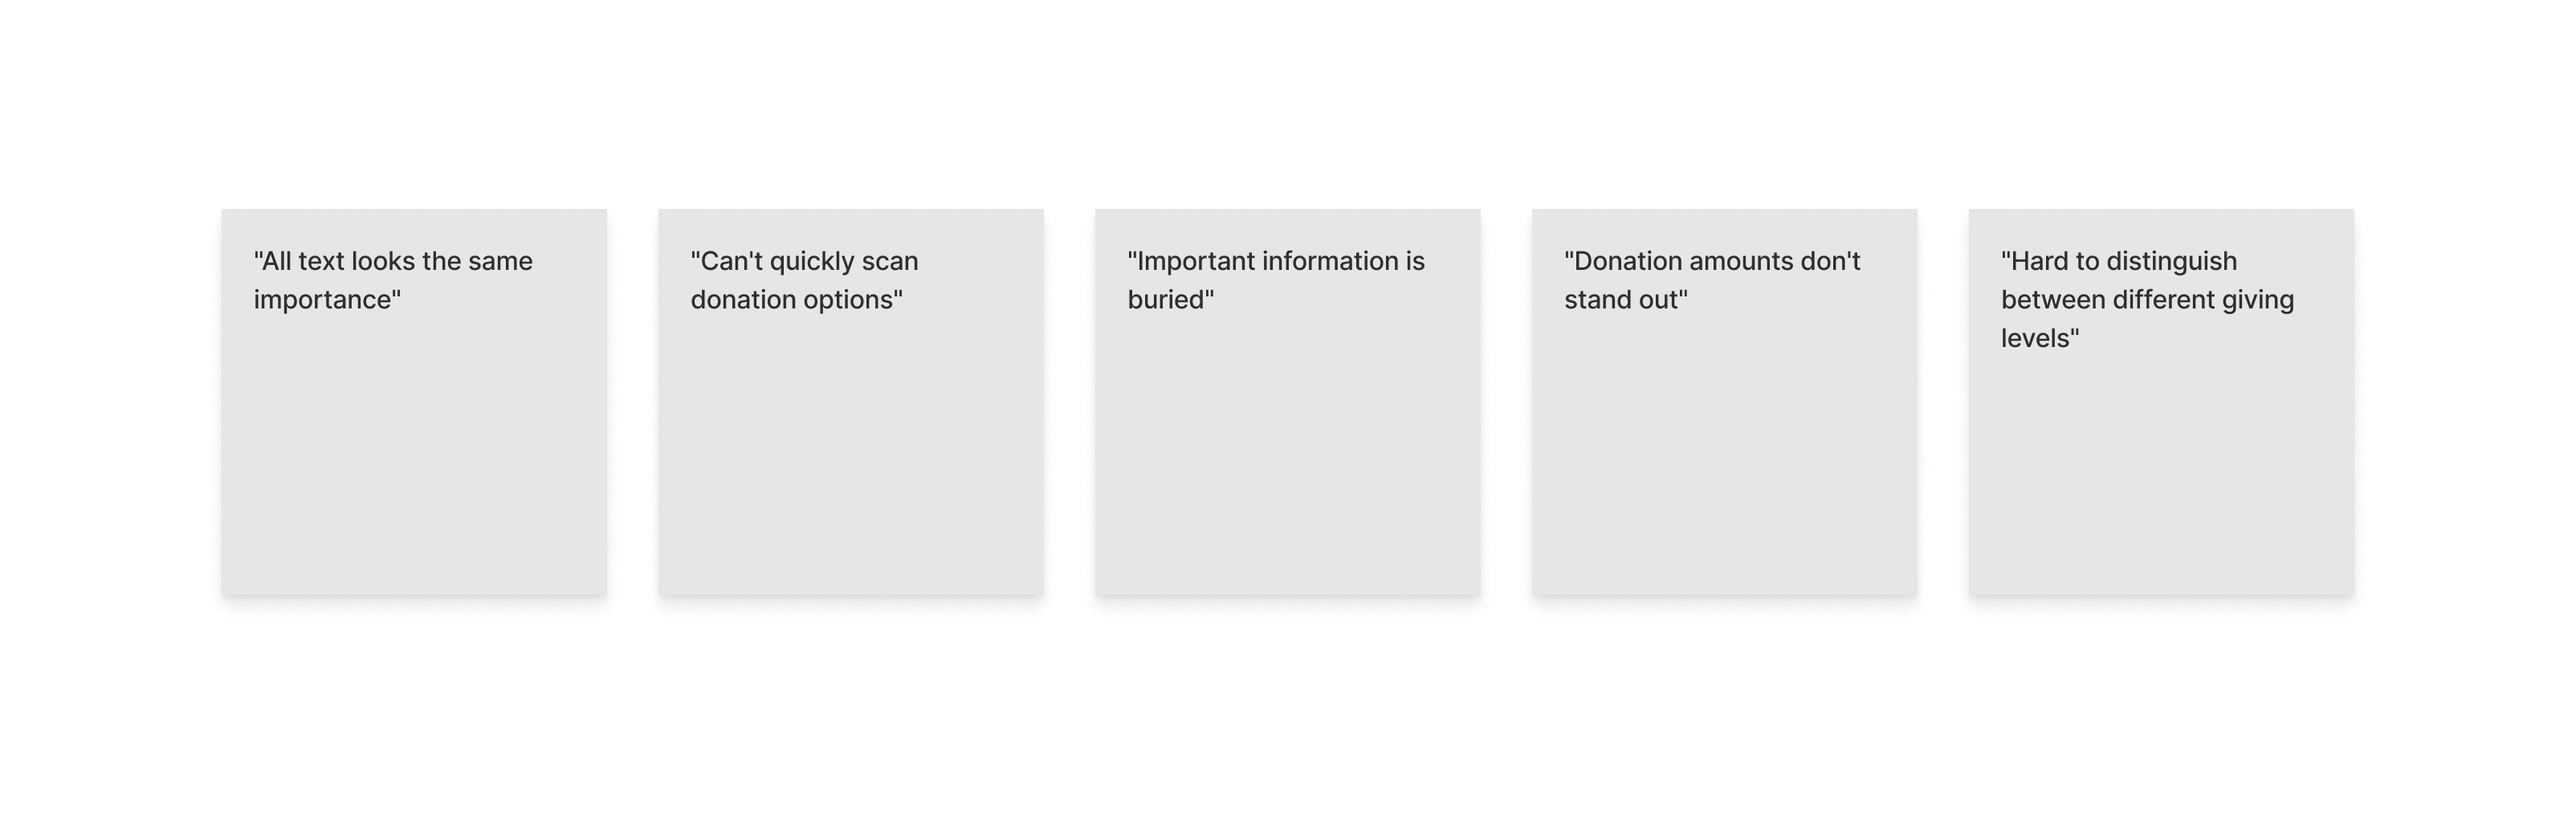 "All text looks the same
importance"
"Can't quickly scan
donation options"
"Important information is
buried"
"Donation amounts don't
stand out"
"Hard to distinguish
between different giving
levels"